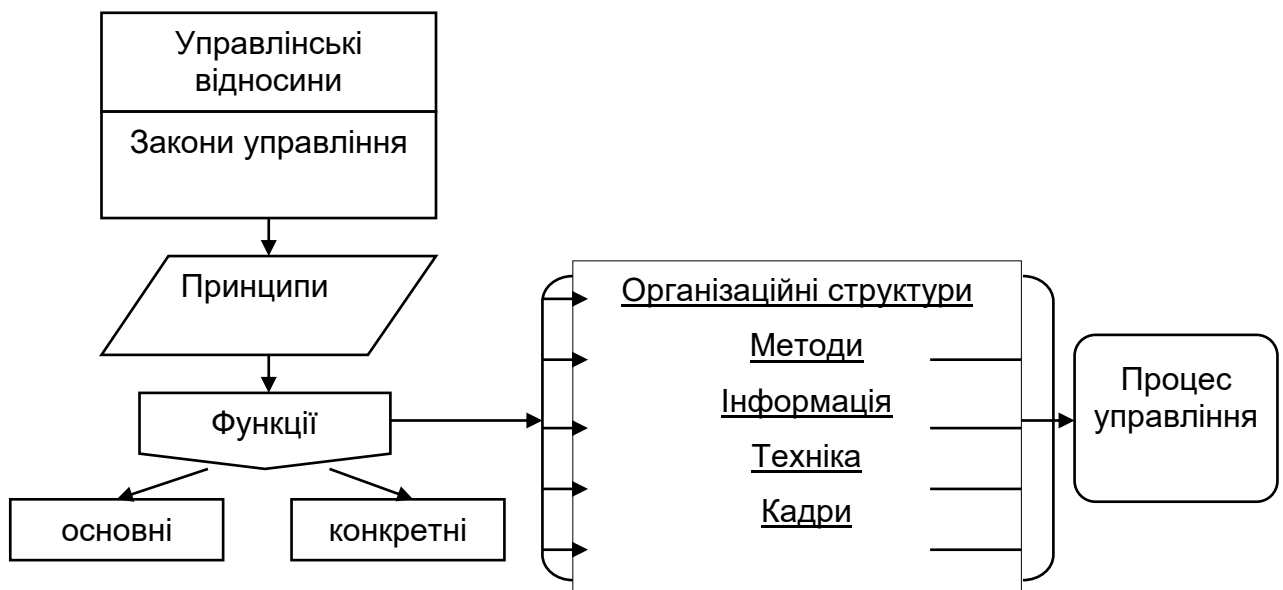 Управлінські
відносини
Закони управління
Принципи
Функції
основні
конкретні
Організаційні структури
Методи
Інформація
Техніка
Кадри
Процес
управління